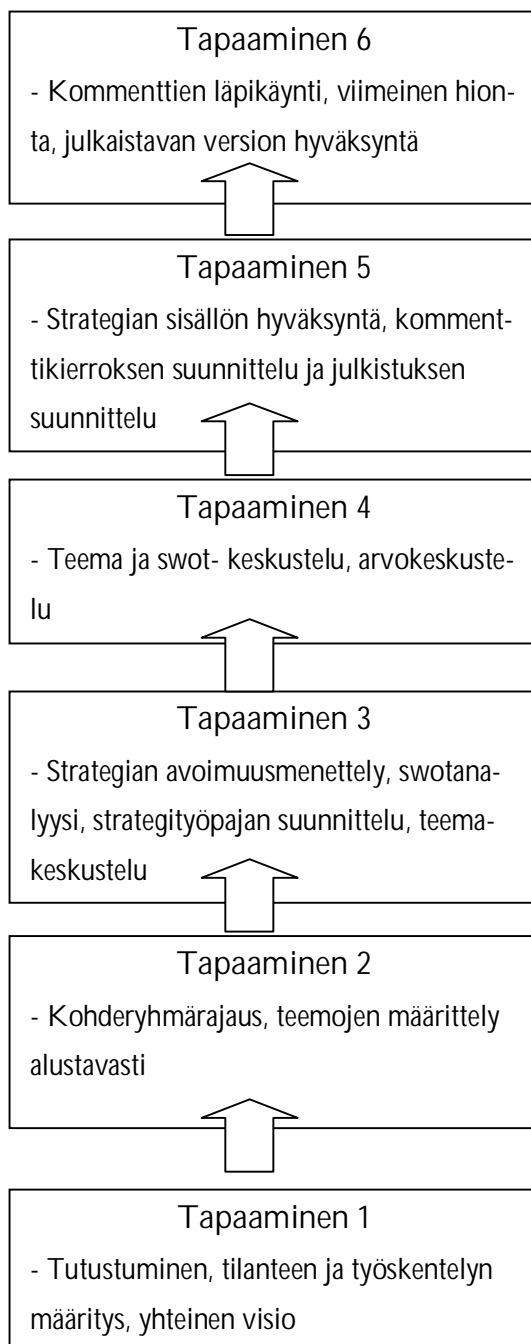 Tapaaminen 6
- Kommenttien läpikäynti, viimeinen hion-
ta, julkaistavan version hyväksyntä
Tapaaminen 5
- Strategian sisällön hyväksyntä, komment-
tikierroksen suunnittelu ja julkistuksen
suunnittelu
Tapaaminen 4
- Teema ja swot- keskustelu, arvokeskuste-
lu
Tapaaminen 3
- Strategian avoimuusmenettely, swotana-
lyysi, strategityöpajan suunnittelu, teema-
keskustelu
Tapaaminen 2
- Kohderyhmärajaus, teemojen määrittely
alustavasti
Tapaaminen 1
- Tutustuminen, tilanteen ja työskentelyn
määritys, yhteinen visio